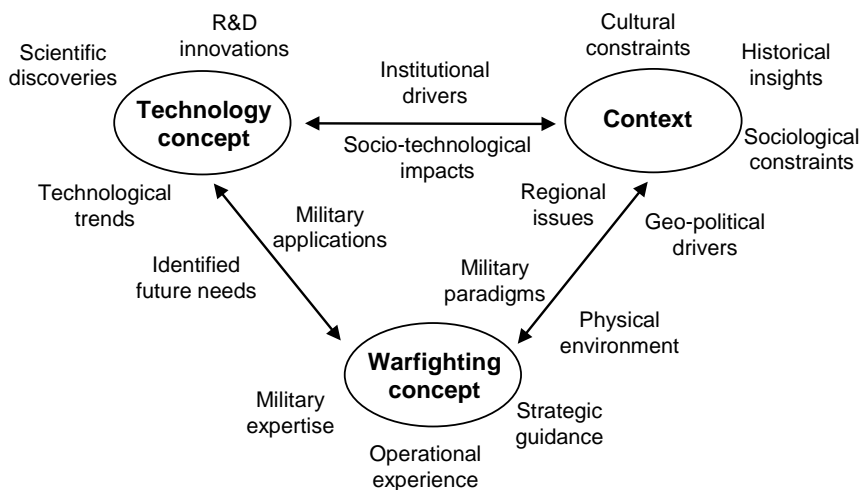 R&D
innovations
Scientific
discoveries
Technology
concept
Technological
trends
Institutional
drivers
Socio-technological
impacts
Cultural
constraints
Historical
insights
Context
Sociological
constraints
Regional
issues
Geo-political
drivers
Military
applications
Identified
future needs
Military
paradigms
Physical
environment
Warfighting
concept
Military
expertise
Strategic
guidance
Operational
experience